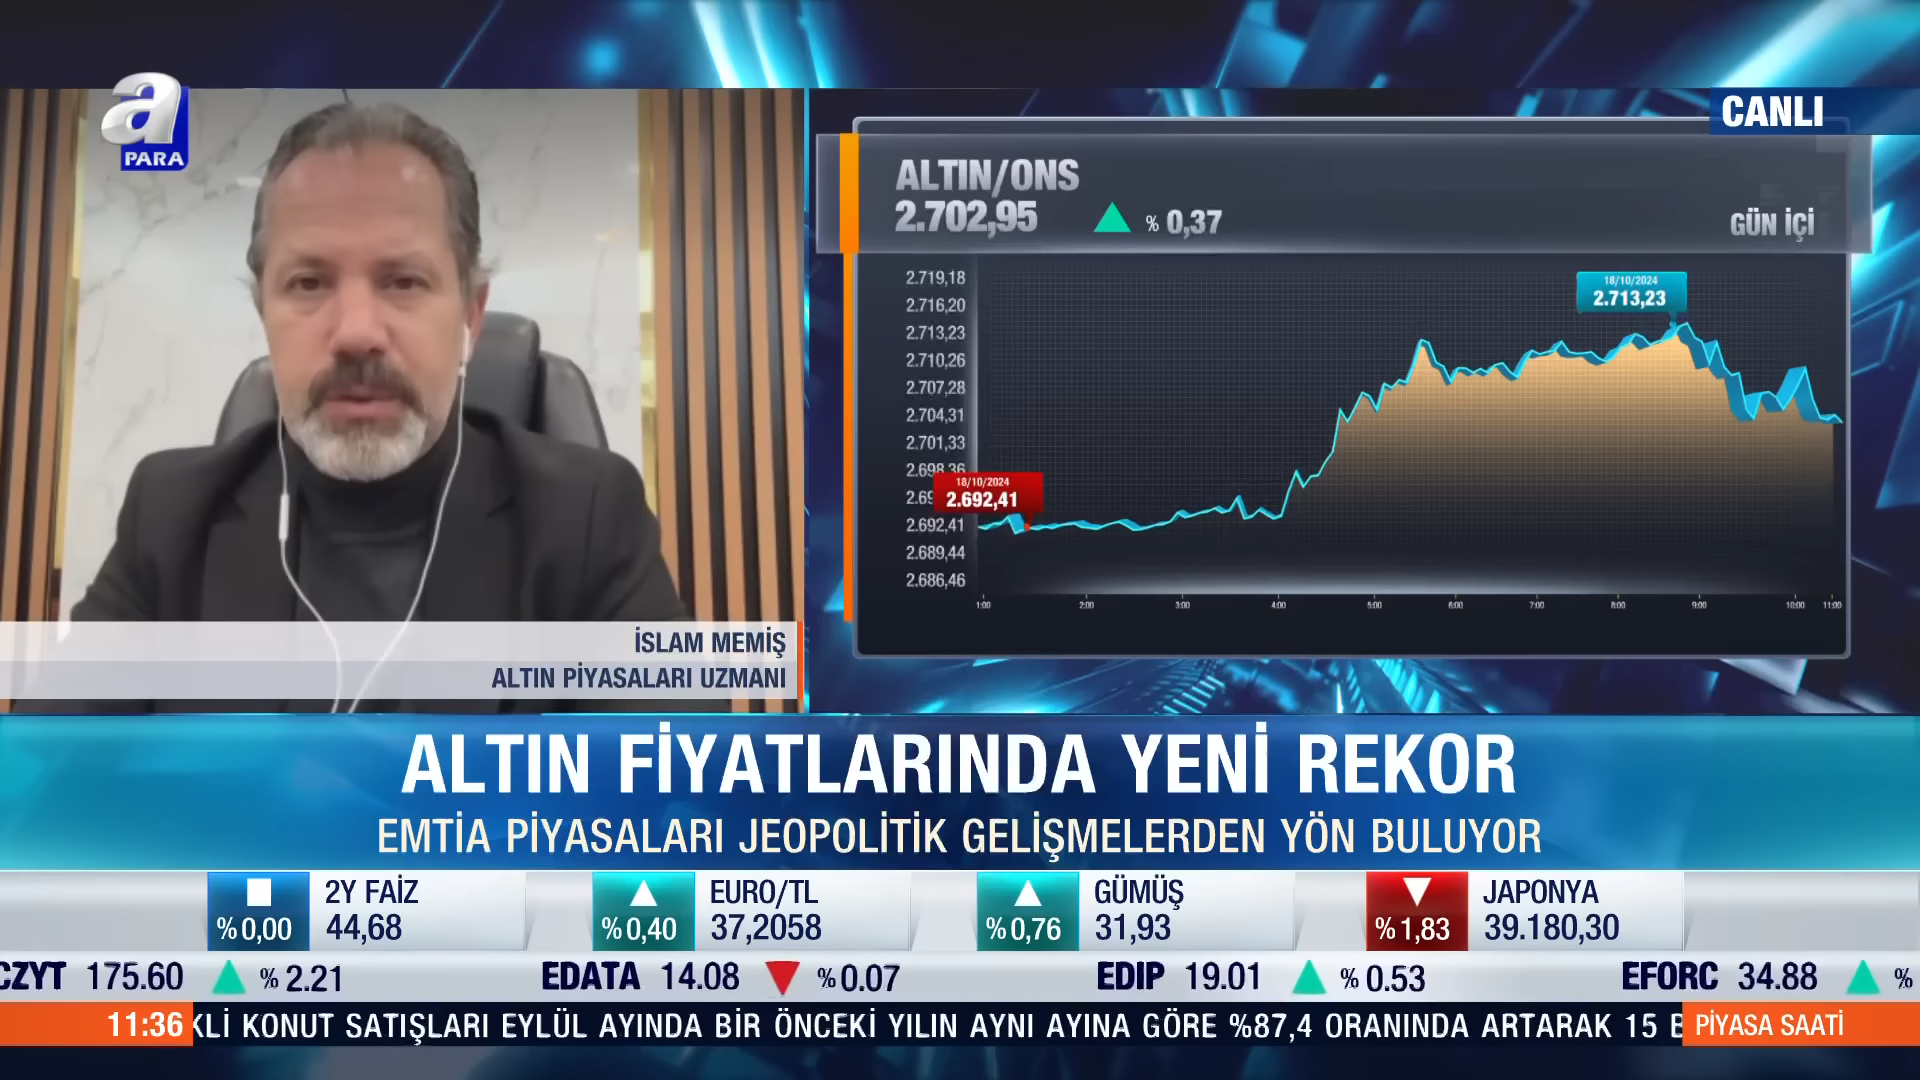 a
PARA
CANLI
ALTIN/ONS
2.702,95
% 0,37
GÜN İÇİ
2.719,18
2.716,20
2.713,23
2.710,26
2.707,28
2.704,31
2.701,33
2.698,36
2.692,41
2.689,44
2.686,46
18/10/2024
2.713,23
18/10/2024
2.692,41
1:00 2:00 3:00 4:00 5:00 6:00 7:00 8:00 9:00 10:00 11:00
İSLAM MEMİŞ
ALTIN PİYASALARI UZMANI
ALTIN FİYATLARINDA YENİ REKOR
EMTİA PİYASALARI JEOPOLİTİK GELİŞMELERDEN YÖN BULUYOR
%0,00 2Y FAİZ 44,68
%0,40 EURO/TL 37,2058
%0,76 GÜMÜŞ 31,93
%1,83 JAPONYA 39.180,30
CZYT 175.60 %2.21 EDATA 14.08 %0.07 EDIP 19.01 %0.53 EFORC 34.88 %
11:36 KLİ KONUT SATIŞLARI EYLÜL AYINDA BİR ÖNCEKİ YILIN AYNI AYINA GÖRE %87,4 ORANINDA ARTARAK 15 PİYASA SAATİ